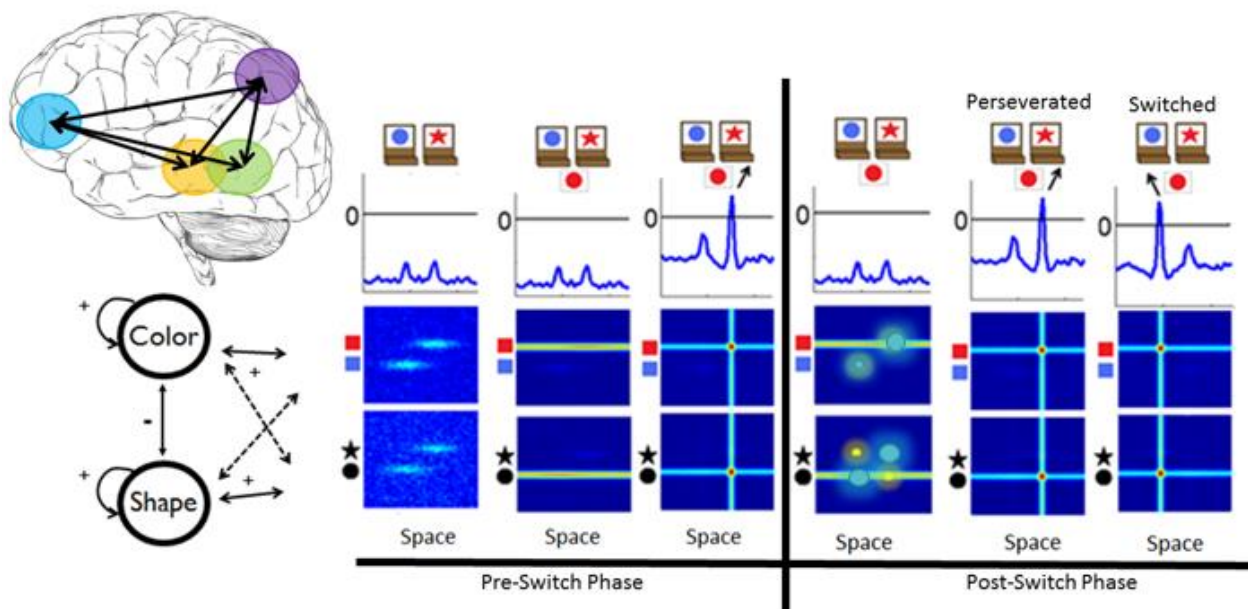 Perseverated Switched
0 0 0 0 0 0
+
Color
+
-
+
Shape
+
Space Space Space Space Space Space
Pre-Switch Phase Post-Switch Phase